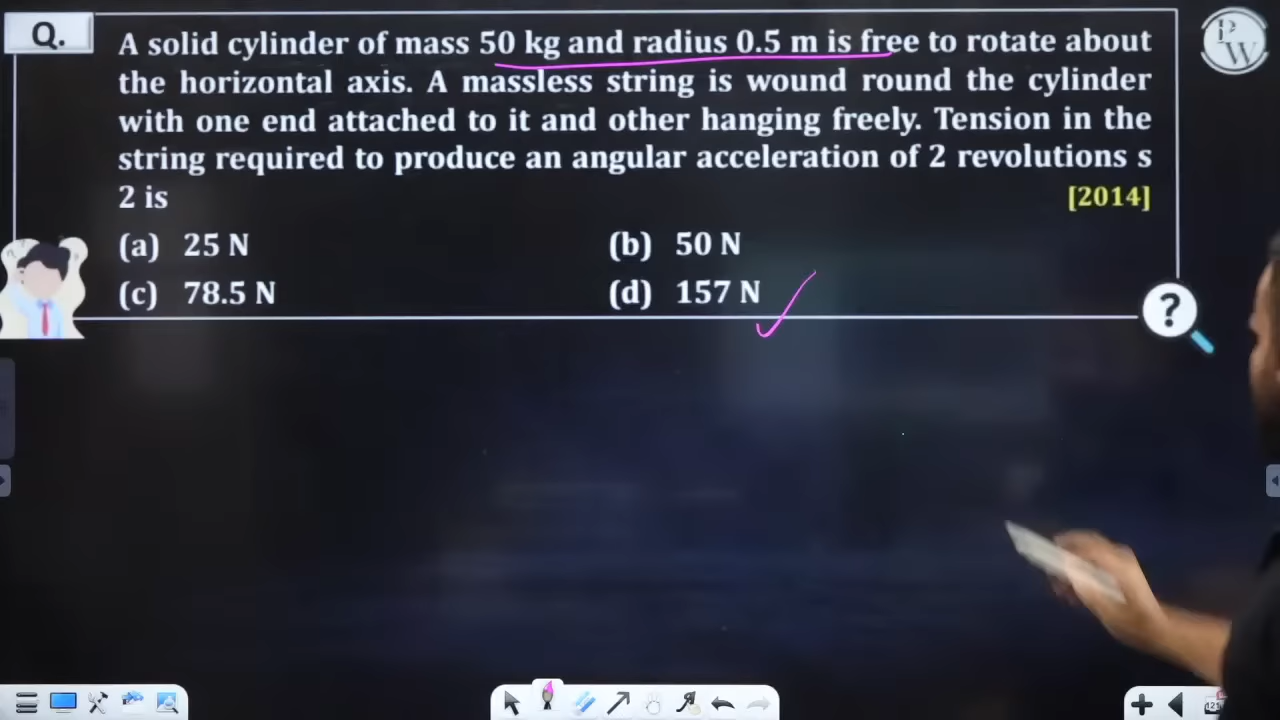 Q.
A solid cylinder of mass 50 kg and radius 0.5 m is free to rotate about
the horizontal axis. A massless string is wound round the cylinder
with one end attached to it and other hanging freely. Tension in the
string required to produce an angular acceleration of 2 revolutions s
2 is [2014]
(a) 25 N (b) 50 N
(c) 78.5 N (d) 157 N
?
PW